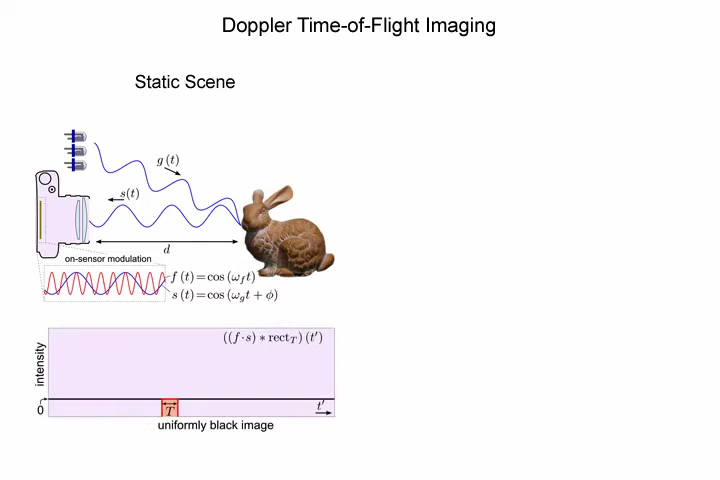 Doppler Time-of-Flight Imaging
Static Scene
g (t)
s(t)
d
on-sensor modulation
f (t) = cos (ω_f t)
s (t) = cos (ω_g t + ϕ)
((f · s) ∗ rect_T) (t′)
intensity
0
T
t′
uniformly black image